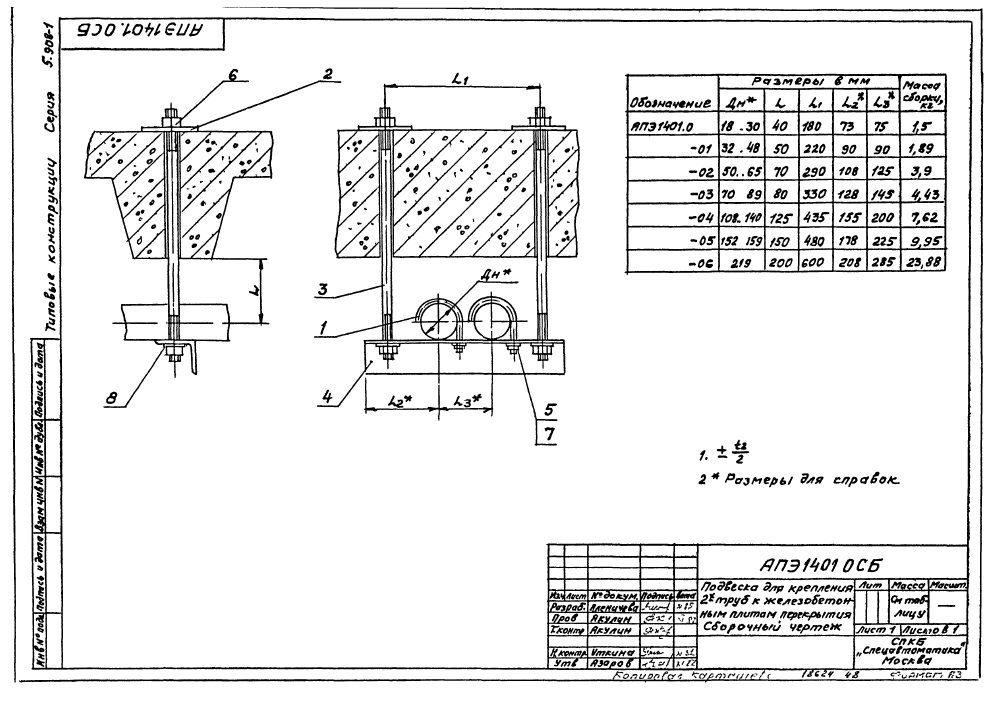 АПЭ1401.0СБ
Типовые конструкции Серия 5.908-1
6
2
L1
3
Дн*
1
L
8
4
L2*
L3*
5
7
Обозначение Размеры в мм Масса сборки, кг
Дн* L L1 L2* L3*
АПЭ1401.0 18..30 40 180 73 75 1,5
-01 32..48 50 220 90 90 1,89
-02 50..65 70 290 108 125 3,9
-03 70 89 80 330 128 145 4,43
-04 108.140 125 435 155 200 7,62
-05 152 159 150 480 178 225 9,95
-06 219 200 600 208 285 23,88
1. ± t2/2
2* Размеры для справок
Инв № подл Подпись и дата Взам инв № Инв № дубл Подпись и дата
АПЭ1401 0СБ
Подвеска для крепления
2х труб к железобетон-
ным плитам перекрытия
Сборочный чертеж
Лит Масса Масшт.
См таб-
лицу —
Лист 1 Листов 1
СПКБ
„Спецавтоматика"
Москва
Изм Лист № докум. Подпись Дата
Разраб. Аленичева
Пров Акулин
Т.контр Акулин
Н.контр Уткина
Утв Азаров
Копировал 18624 48 Формат А3